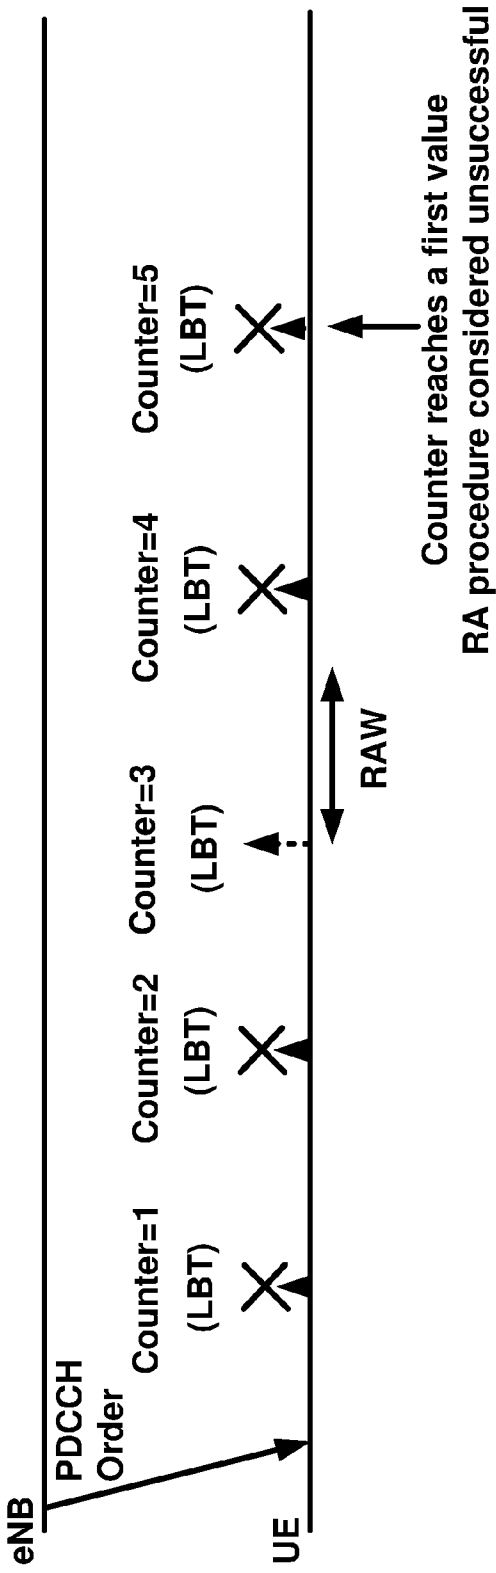 eNB
PDCCH
Order
Counter=1
(LBT)
Counter=2
(LBT)
Counter=3
(LBT)
Counter=4
(LBT)
Counter=5
(LBT)
UE
RAW
Counter reaches a first value
RA procedure considered unsuccessful